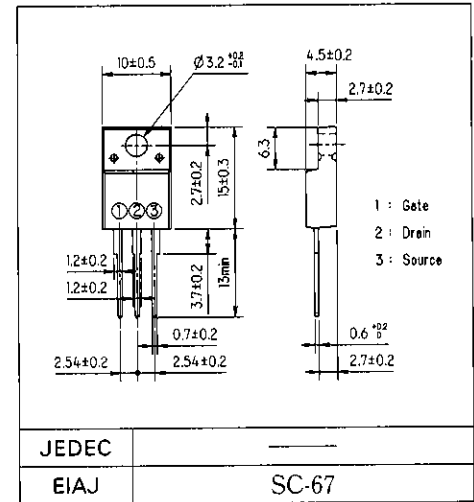 10±0.5
Ø3.2 +0.2 -0.1
4.5±0.2
2.7±0.2
6.3
2.7±0.2
15±0.3
1 2 3
1 : Gate
2 : Drain
3 : Source
1.2±0.2
1.2±0.2
3.7±0.2
13min
0.7±0.2
2.54±0.2
2.54±0.2
0.6 +0.2 0
2.7±0.2
JEDEC ———
EIAJ SC-67